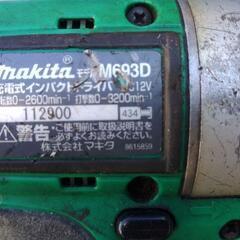 makita モデル M693D
充電式インパクトドライバ DC12V
回転数0-2600min⁻¹ 打撃数0-3200min⁻¹
112900 434
警告 ご使用前に取扱説明書を
必ずよくお読みください。
株式会社マキタ 8615859